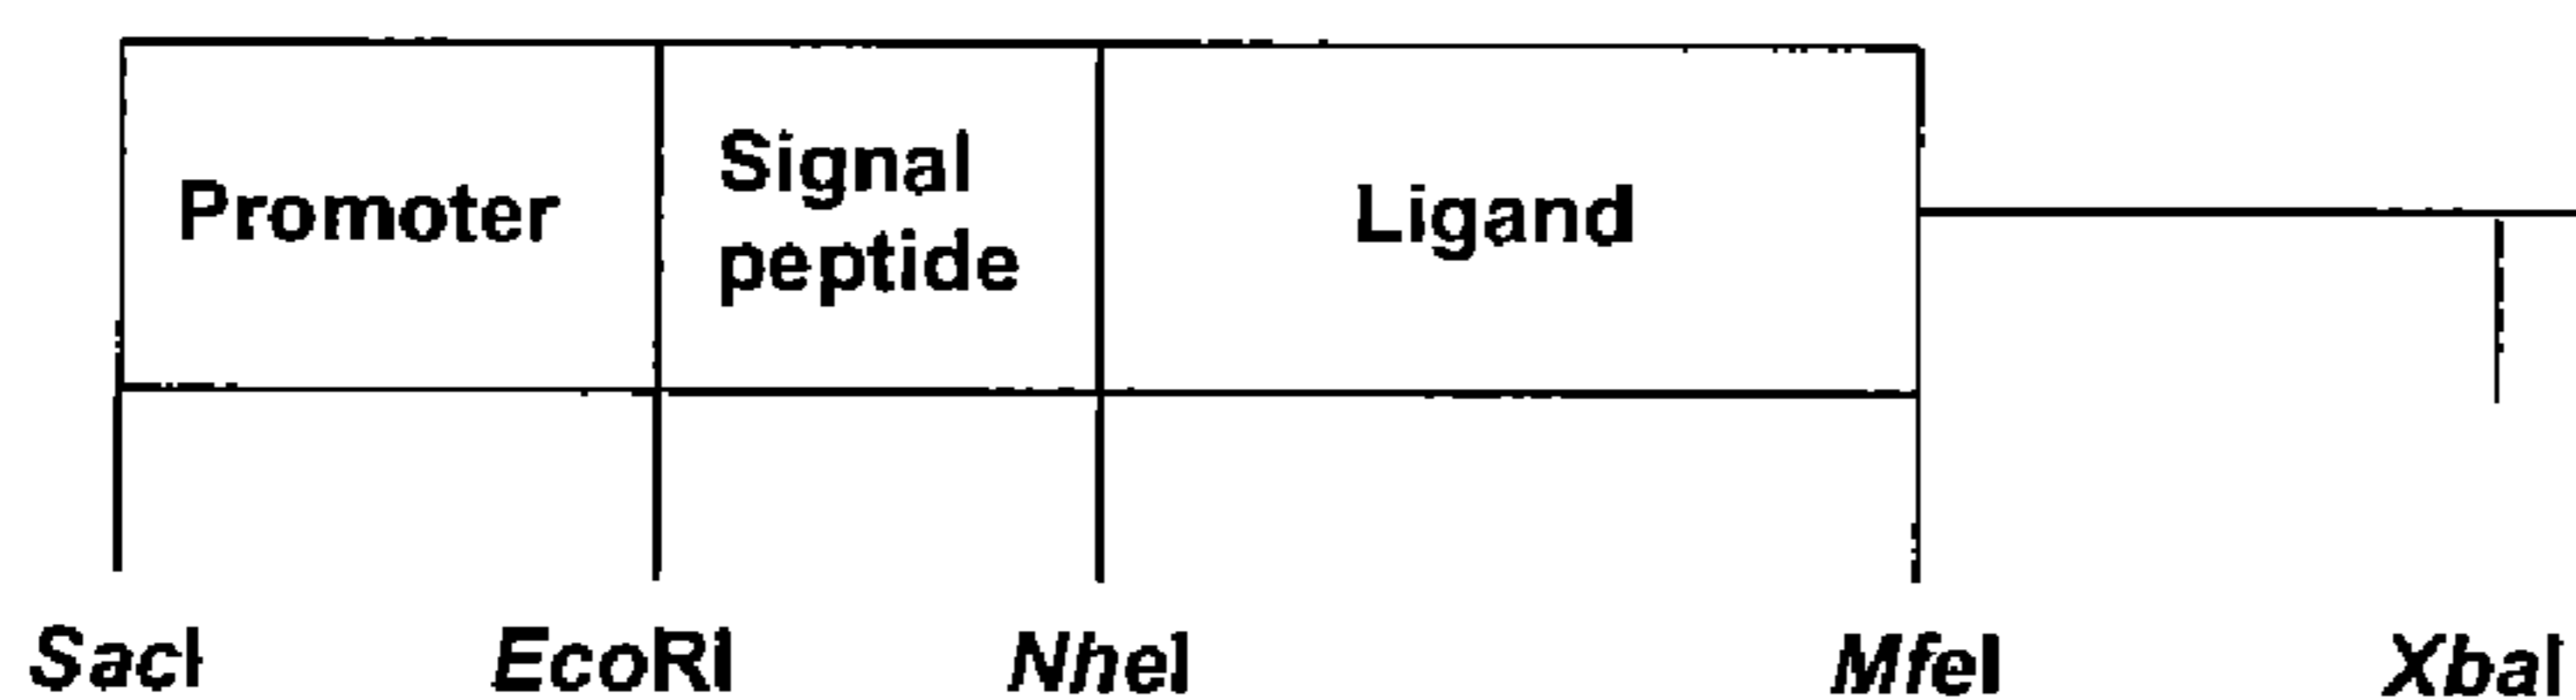 Promoter
Signal
peptide
Ligand
SacI
EcoRI
NheI
MfeI
XbaI